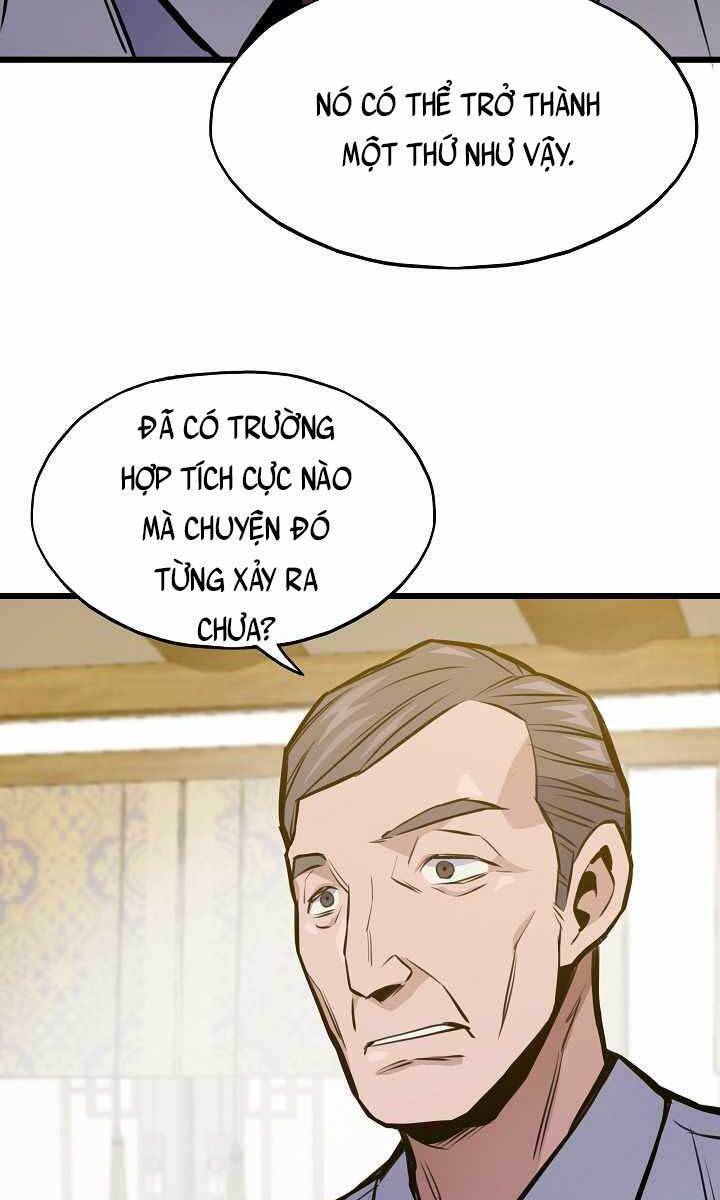 NÓ CÓ THỂ TRỞ THÀNH
MỘT THỨ NHƯ VẬY.
ĐÃ CÓ TRƯỜNG
HỢP TÍCH CỰC NÀO
MÀ CHUYỆN ĐÓ
TỪNG XẢY RA
CHƯA?